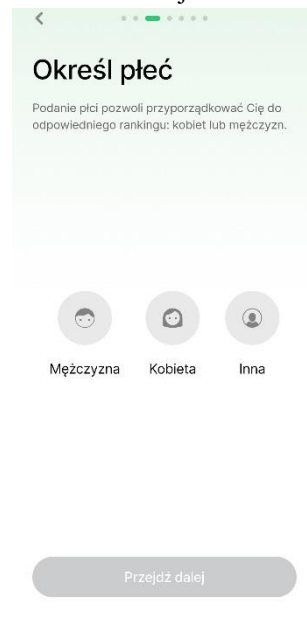 Określ płeć
Podanie płci pozwoli przyporządkować Cię do
odpowiedniego rankingu: kobiet lub mężczyzn.
Mężczyzna Kobieta Inna
Przejdź dalej